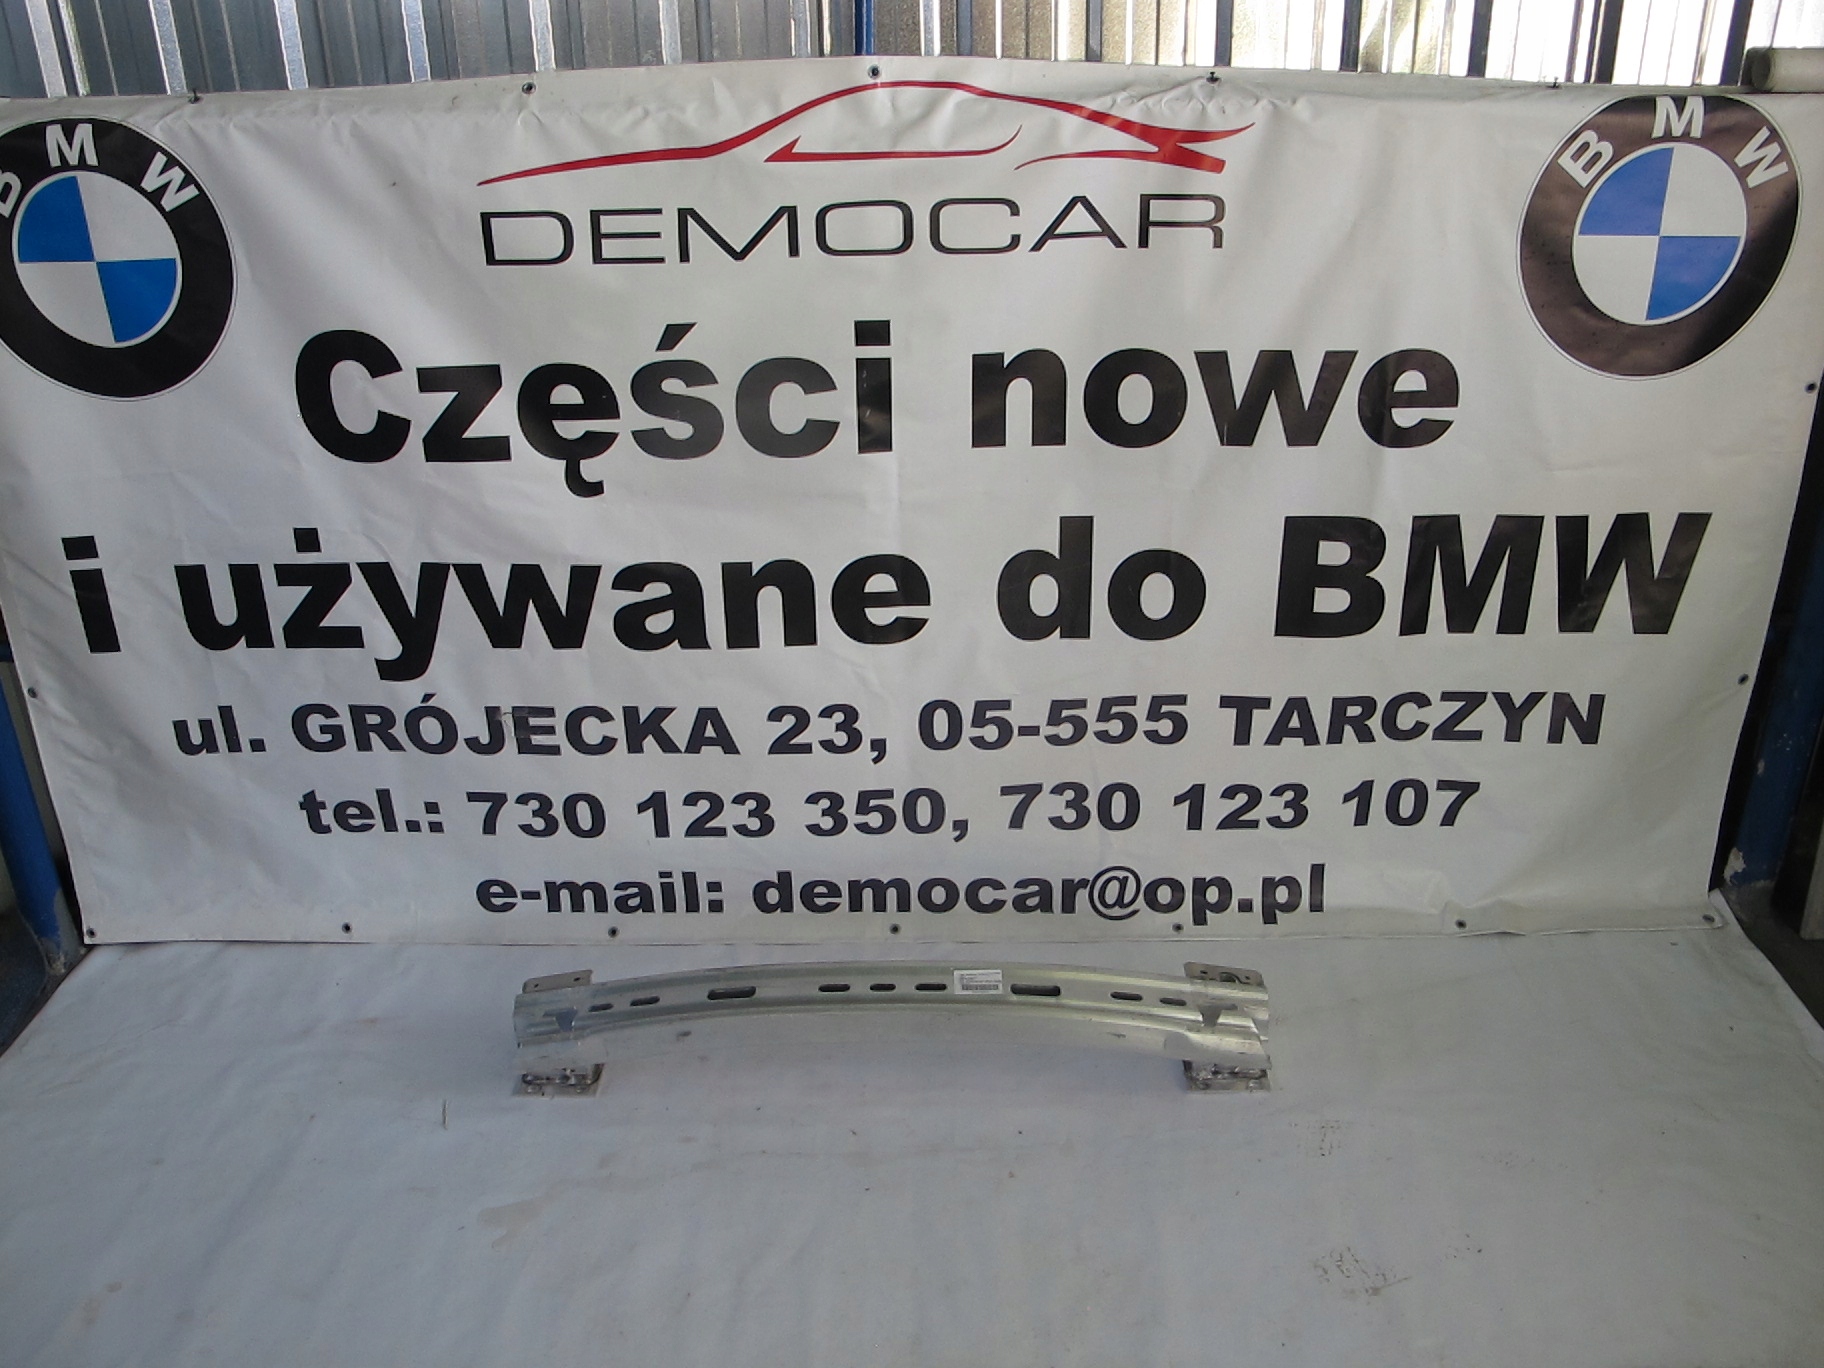 BMW
BMW
DEMOCAR
Części nowe
i używane do BMW
ul. GRÓJECKA 23, 05-555 TARCZYN
tel.: 730 123 350, 730 123 107
e-mail: democar@op.pl